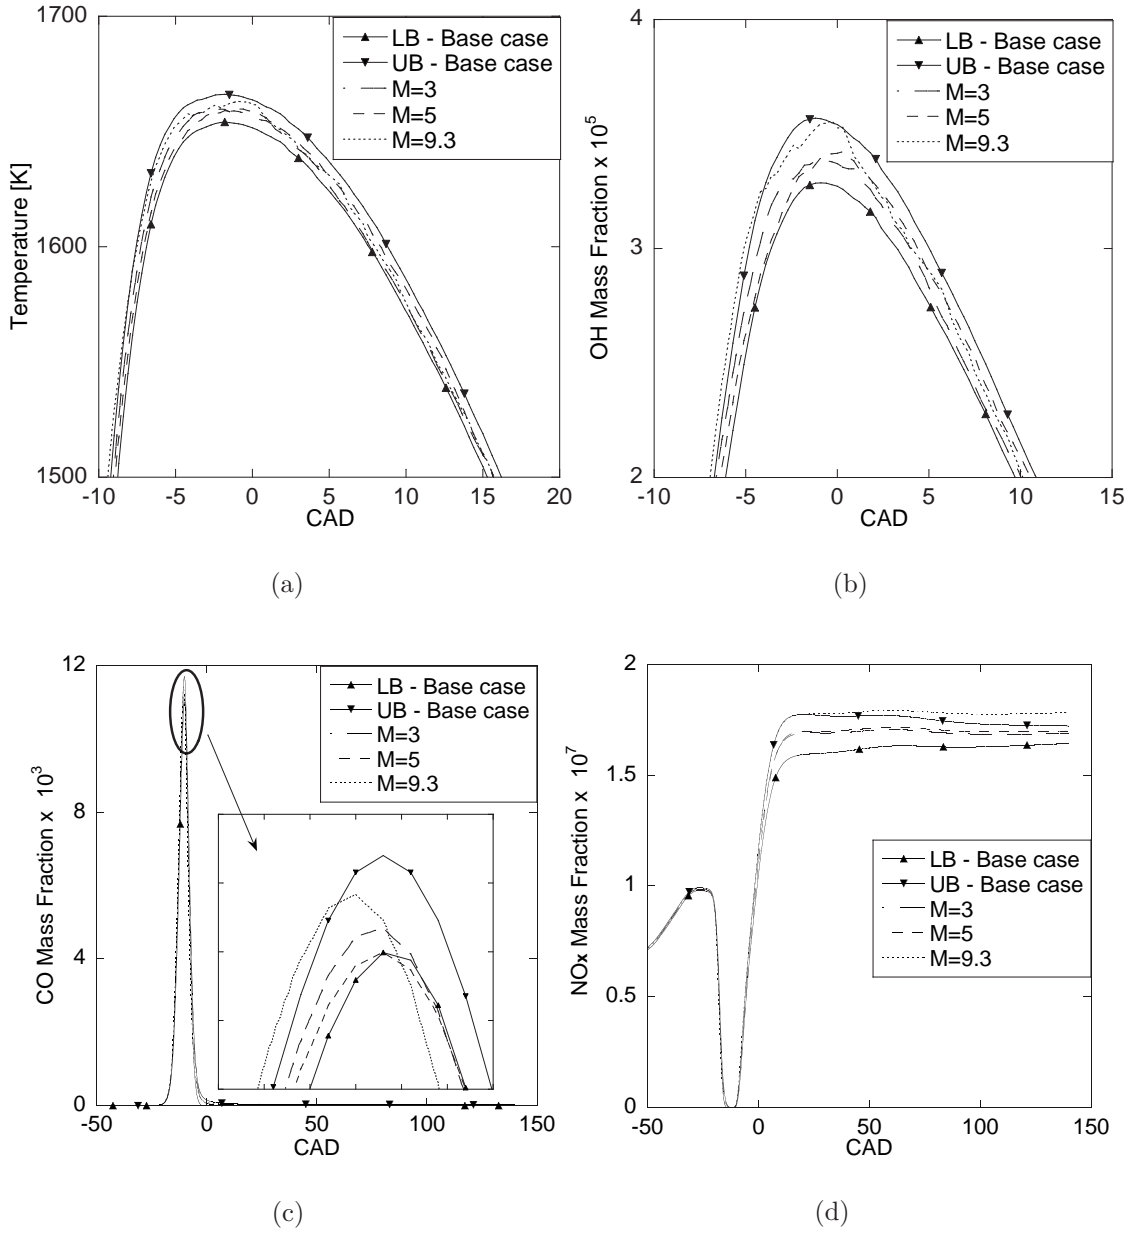 1700
1600
1500
-10
-5
0
5
10
15
20
CAD
Temperature [K]
LB - Base case
UB - Base case
M=3
M=5
M=9.3
(a)
4
3
2
-10
-5
0
5
10
15
CAD
OH Mass Fraction x 10^5
LB - Base case
UB - Base case
M=3
M=5
M=9.3
(b)
12
8
4
0
-50
0
50
100
150
CAD
CO Mass Fraction x 10^3
LB - Base case
UB - Base case
M=3
M=5
M=9.3
(c)
2
1.5
1
0.5
0
-50
0
50
100
150
CAD
NOx Mass Fraction x 10^7
LB - Base case
UB - Base case
M=3
M=5
M=9.3
(d)